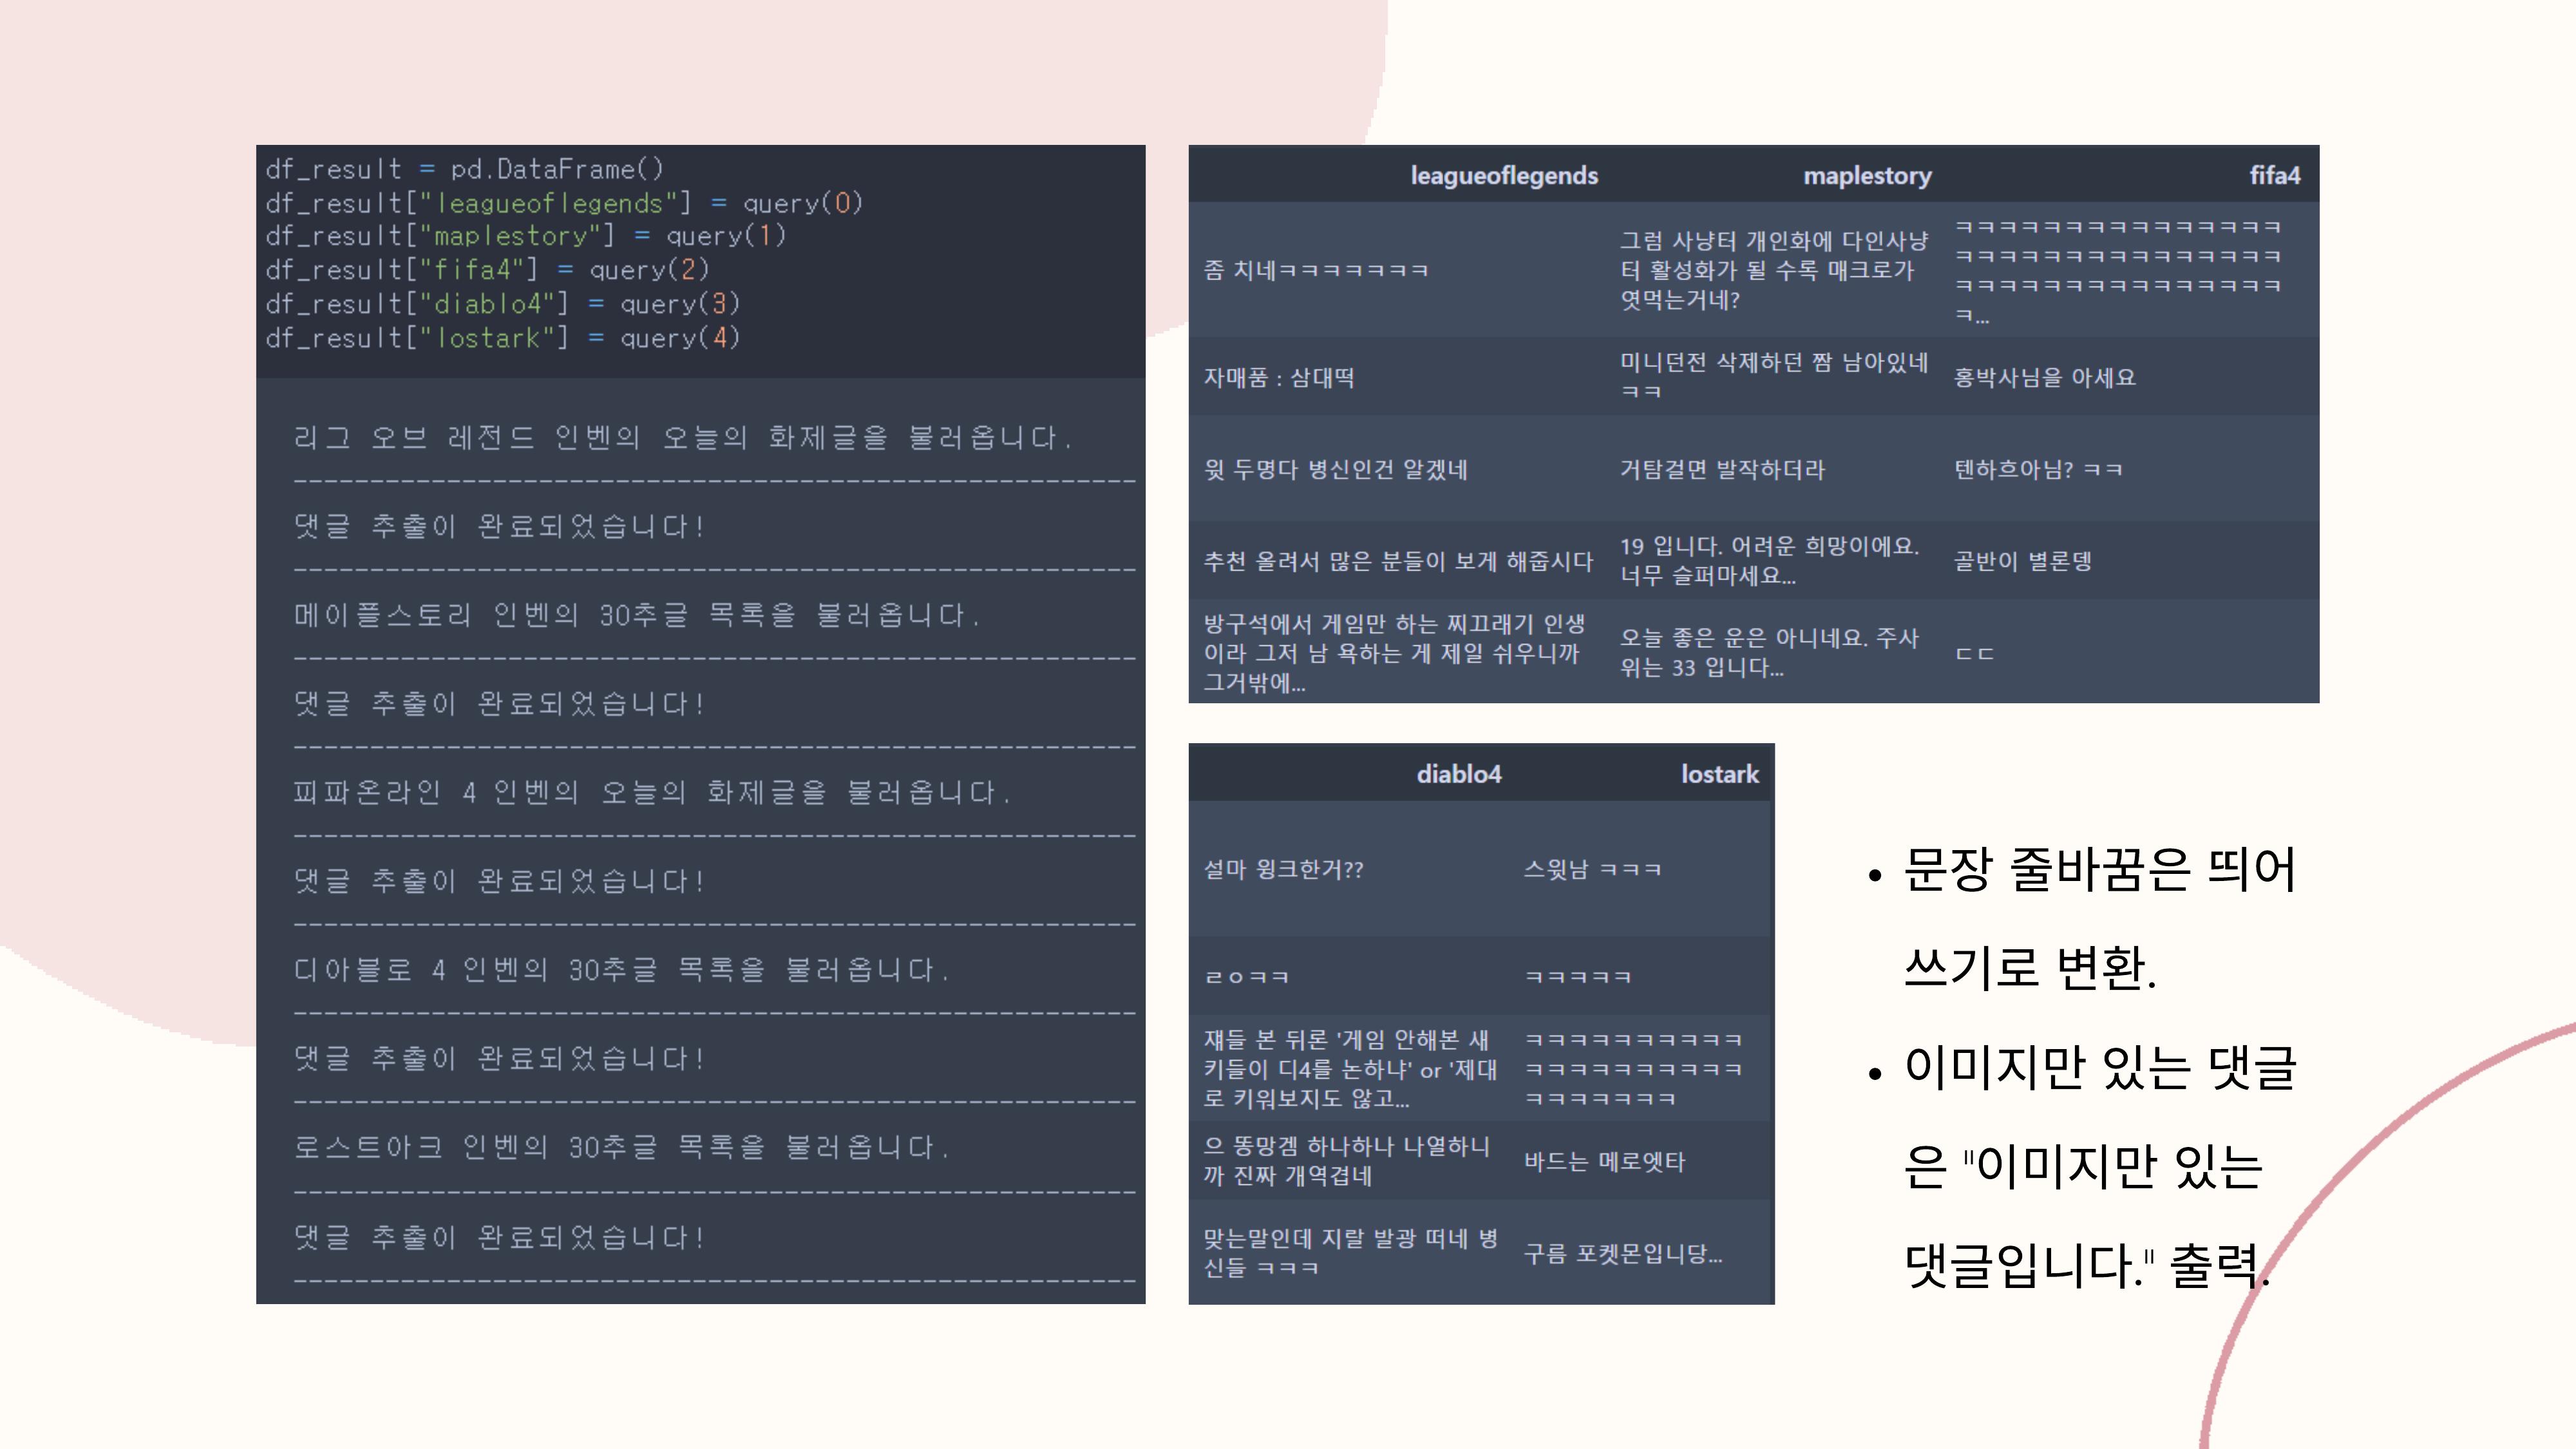 df_result = pd.DataFrame()
df_result["leagueoflegends"] = query(0)
df_result["maplestory"] = query(1)
df_result["fifa4"] = query(2)
df_result["diablo4"] = query(3)
df_result["lostark"] = query(4)
리그 오브 레전드 인벤의 오늘의 화제글을 불러옵니다.
-------------------------------------------------------
댓글 추출이 완료되었습니다!
-------------------------------------------------------
메이플스토리 인벤의 30추글 목록을 불러옵니다.
-------------------------------------------------------
댓글 추출이 완료되었습니다!
-------------------------------------------------------
피파온라인 4 인벤의 오늘의 화제글을 불러옵니다.
-------------------------------------------------------
댓글 추출이 완료되었습니다!
-------------------------------------------------------
디아블로 4 인벤의 30추글 목록을 불러옵니다.
-------------------------------------------------------
댓글 추출이 완료되었습니다!
-------------------------------------------------------
로스트아크 인벤의 30추글 목록을 불러옵니다.
-------------------------------------------------------
댓글 추출이 완료되었습니다!
-------------------------------------------------------
leagueoflegends maplestory fifa4
좀 치네ㅋㅋㅋㅋㅋㅋㅋ
그럼 사냥터 개인화에 다인사냥
터 활성화가 될 수록 매크로가
엿먹는거네?
ㅋㅋㅋㅋㅋㅋㅋㅋㅋㅋㅋㅋㅋㅋㅋ
ㅋㅋㅋㅋㅋㅋㅋㅋㅋㅋㅋㅋㅋㅋㅋ
ㅋㅋㅋㅋㅋㅋㅋㅋㅋㅋㅋㅋㅋㅋㅋ
ㅋ...
자매품 : 삼대떡
미니던전 삭제하던 짬 남아있네
ㅋㅋ
홍박사님을 아세요
윗 두명다 병신인건 알겠네
거탐걸면 발작하더라
텐하흐아님? ㅋㅋ
추천 올려서 많은 분들이 보게 해줍시다
19 입니다. 어려운 희망이에요.
너무 슬퍼마세요...
골반이 별론뎅
방구석에서 게임만 하는 찌끄래기 인생
이라 그저 남 욕하는 게 제일 쉬우니까
그거밖에...
오늘 좋은 운은 아니네요. 주사
위는 33 입니다...
ㄷㄷ
diablo4 lostark
설마 윙크한거??
스윗남 ㅋㅋㅋ
ㄹㅇㅋㅋ
ㅋㅋㅋㅋㅋ
쟤들 본 뒤론 '게임 안해본 새
키들이 디4를 논하냐' or '제대
로 키워보지도 않고...
ㅋㅋㅋㅋㅋㅋㅋㅋㅋㅋ
ㅋㅋㅋㅋㅋㅋㅋㅋㅋㅋ
ㅋㅋㅋㅋㅋㅋㅋ
으 똥망겜 하나하나 나열하니
까 진짜 개역겹네
바드는 메로엣타
맞는말인데 지랄 발광 떠네 병
신들 ㅋㅋㅋ
구름 포켓몬입니당...
• 문장 줄바꿈은 띄어
쓰기로 변환.
• 이미지만 있는 댓글
은 "이미지만 있는
댓글입니다." 출력.